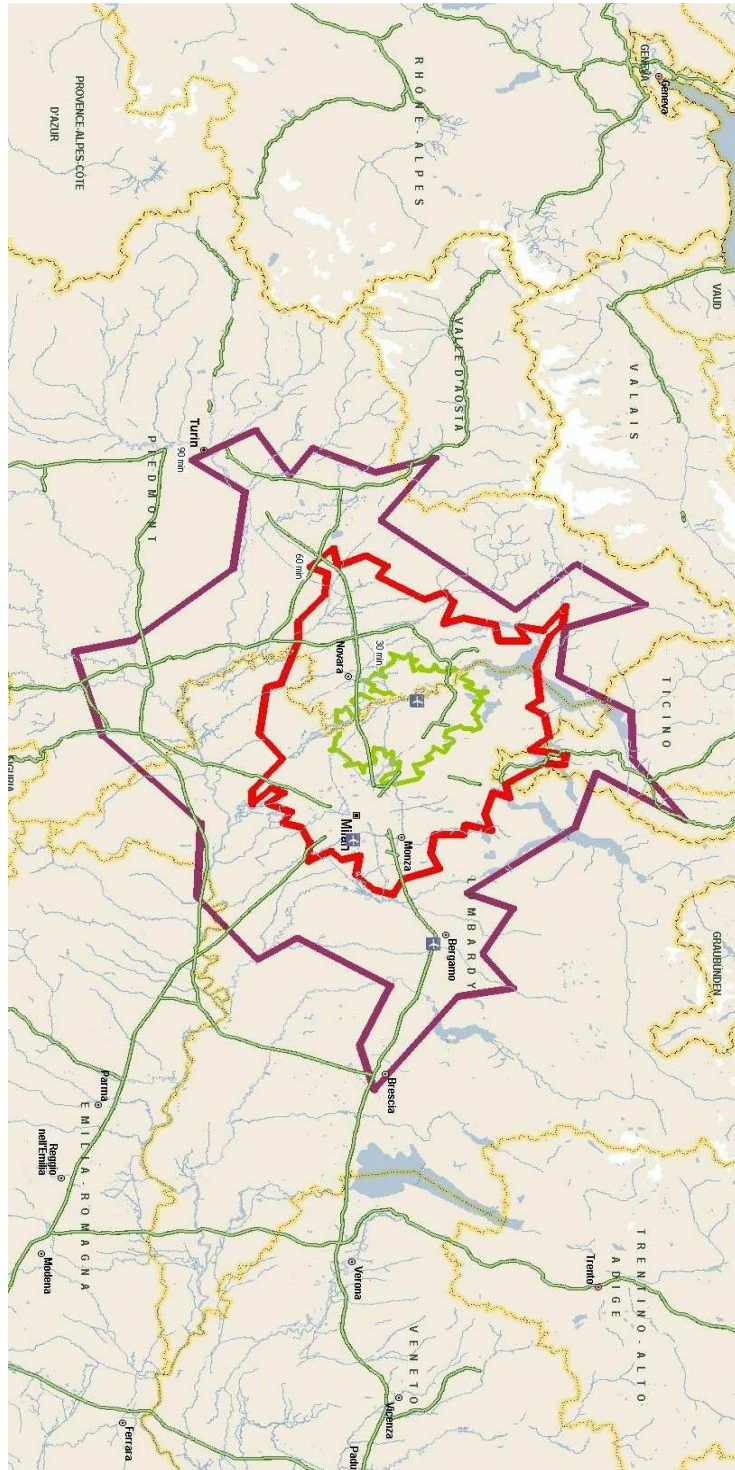 GENEVA
Geneva
VAUD
VALAIS
RHÔNE-ALPES
PROVENCE-ALPES-CÔTE
D'AZUR
VALLE D'AOSTA
TICINO
GRAUBÜNDEN
Turin
90 min
PIEDMONT
60 min
Novara
30 min
Milan
Monza
LOMBARDY
Bergamo
Brescia
TRENTINO-ALTO
ADIGE
Trento
Verona
VENETO
Vicenza
Padu
Parma
EMILIA-ROMAGNA
Reggio
nell'Emilia
Modena
Ferrara